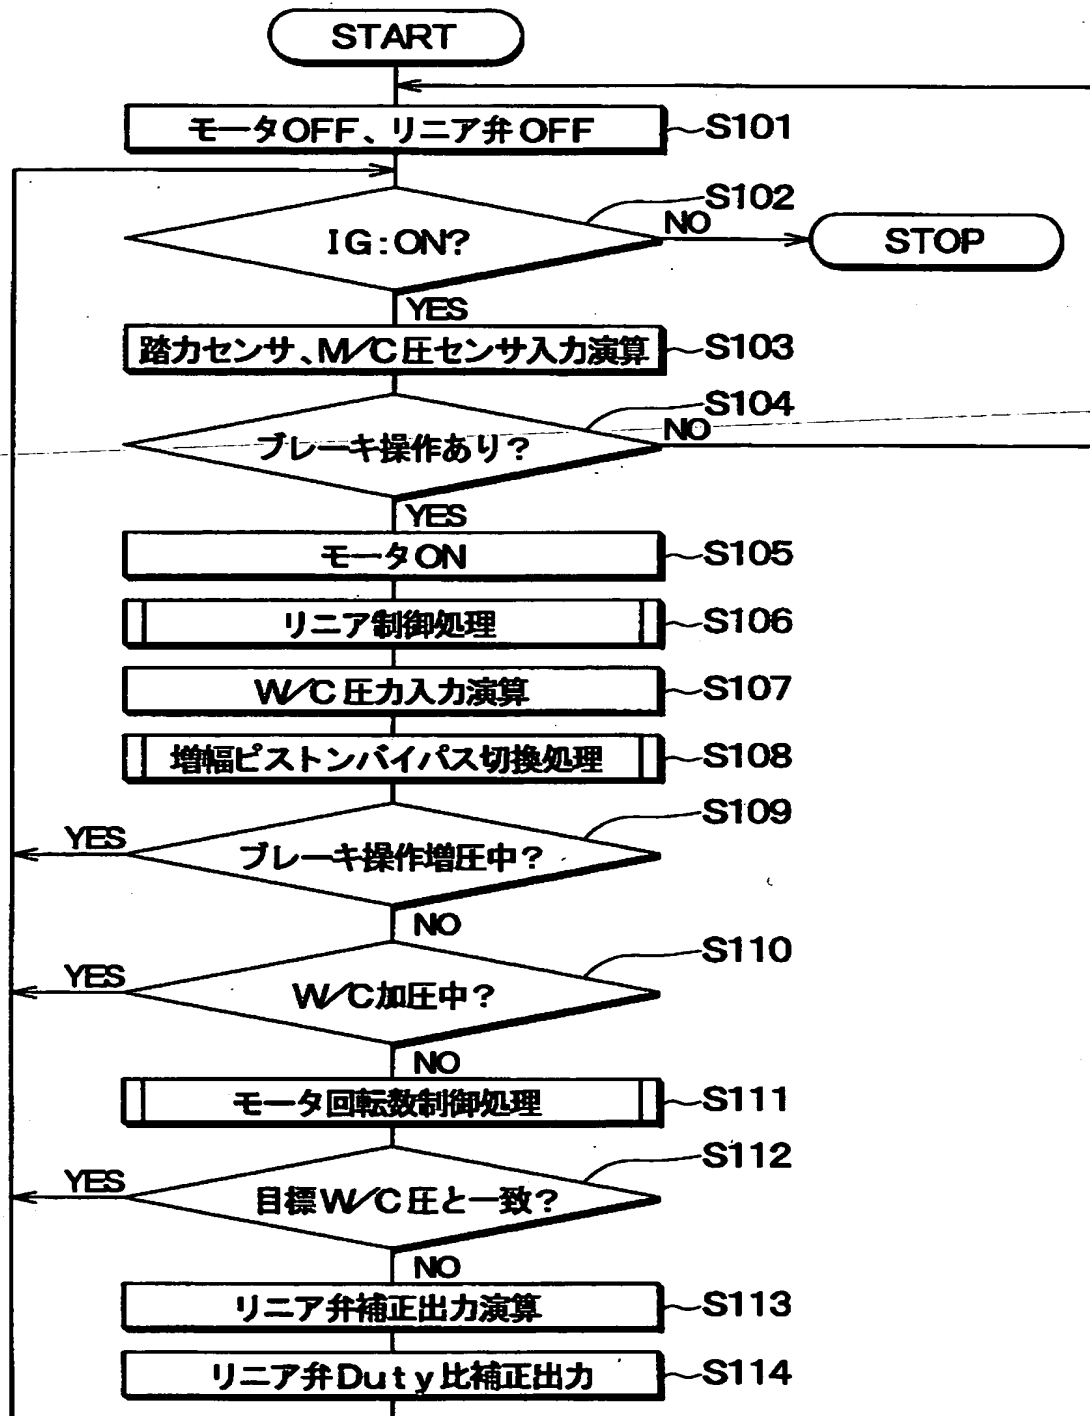 START
モータOFF、リニア弁OFF
S101
IG:ON?
S102
NO
STOP
YES
踏力センサ、M/C圧センサ入力演算
S103
ブレーキ操作あり?
S104
NO
YES
モータON
S105
リニア制御処理
S106
W/C圧力入力演算
S107
増幅ピストンバイパス切換処理
S108
YES
ブレーキ操作増圧中?
S109
NO
YES
W/C加圧中?
S110
NO
モータ回転数制御処理
S111
YES
目標W/C圧と一致?
S112
NO
リニア弁補正出力演算
S113
リニア弁Duty比補正出力
S114